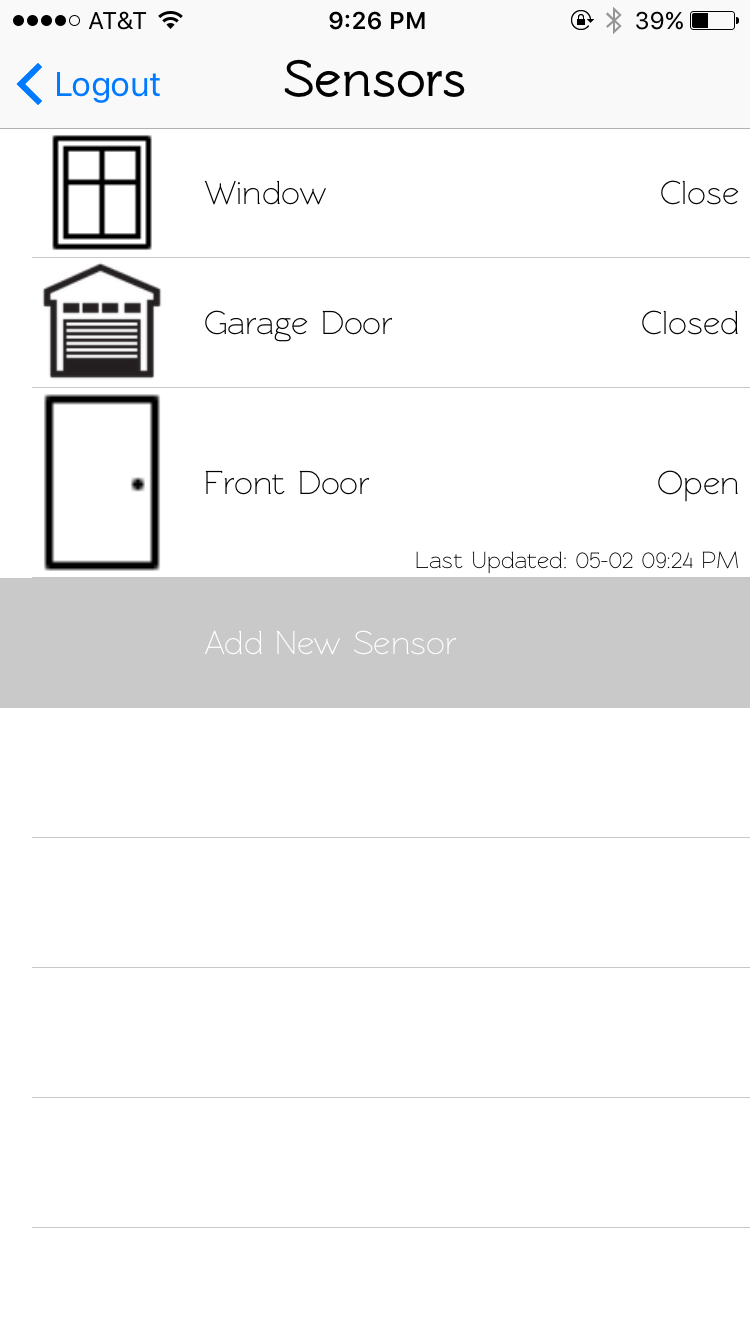 AT&T 9:26 PM 39%
Logout Sensors
Window Close
Garage Door Closed
Front Door Open
Last Updated: 05-02 09:24 PM
Add New Sensor